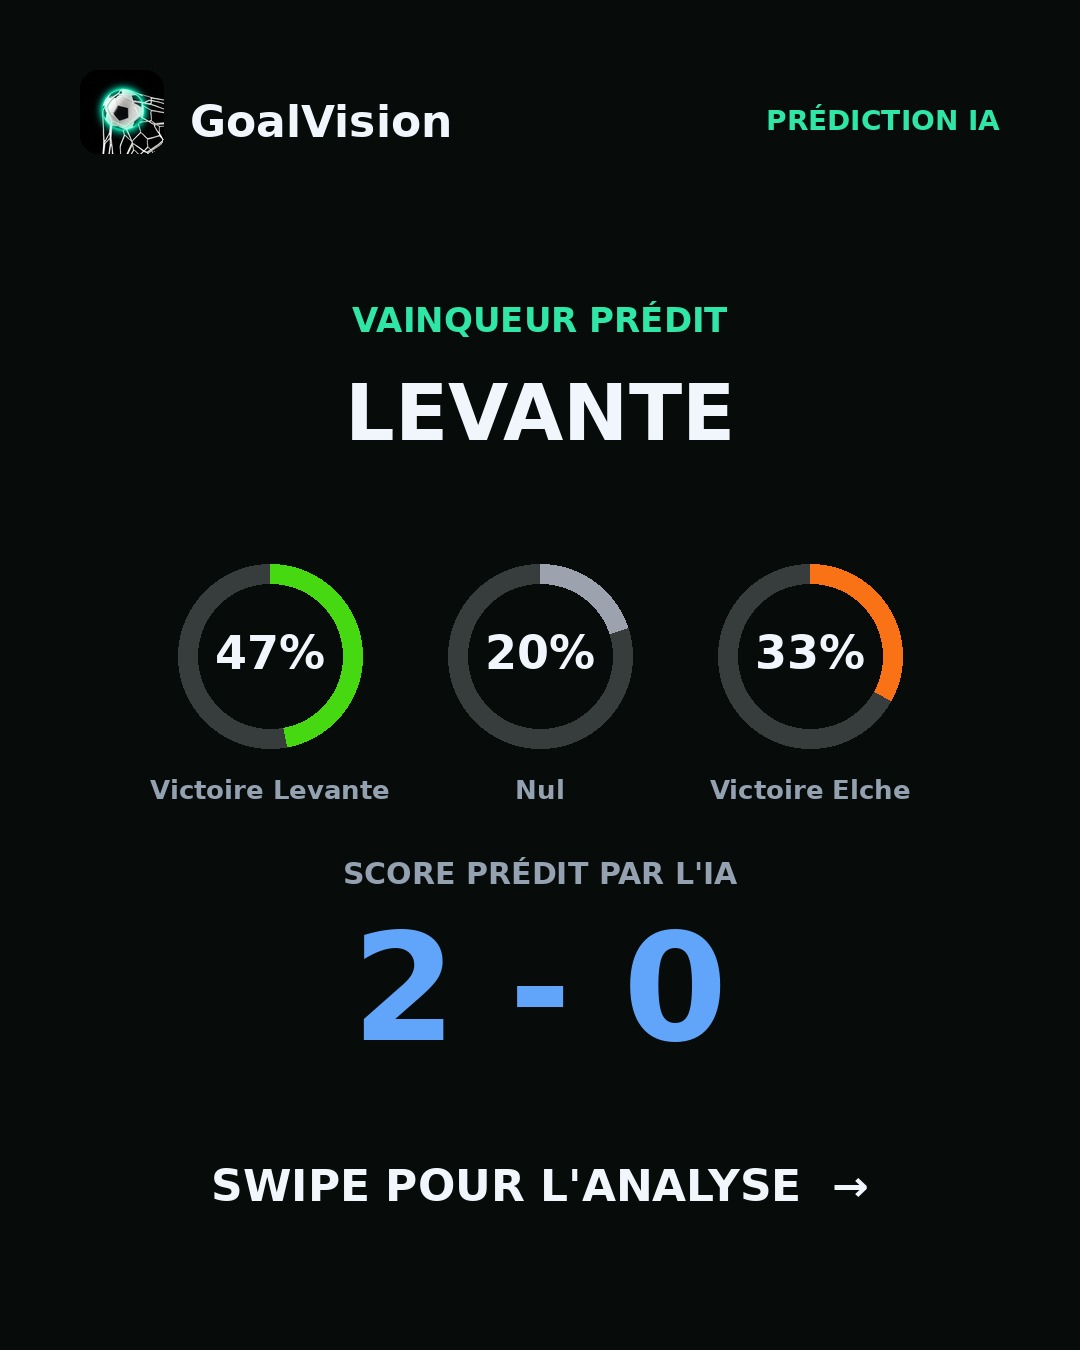 GoalVision
PRÉDICTION IA
VAINQUEUR PRÉDIT
LEVANTE
47%
20%
33%
Victoire Levante
Nul
Victoire Elche
SCORE PRÉDIT PAR L'IA
2 - 0
SWIPE POUR L'ANALYSE →